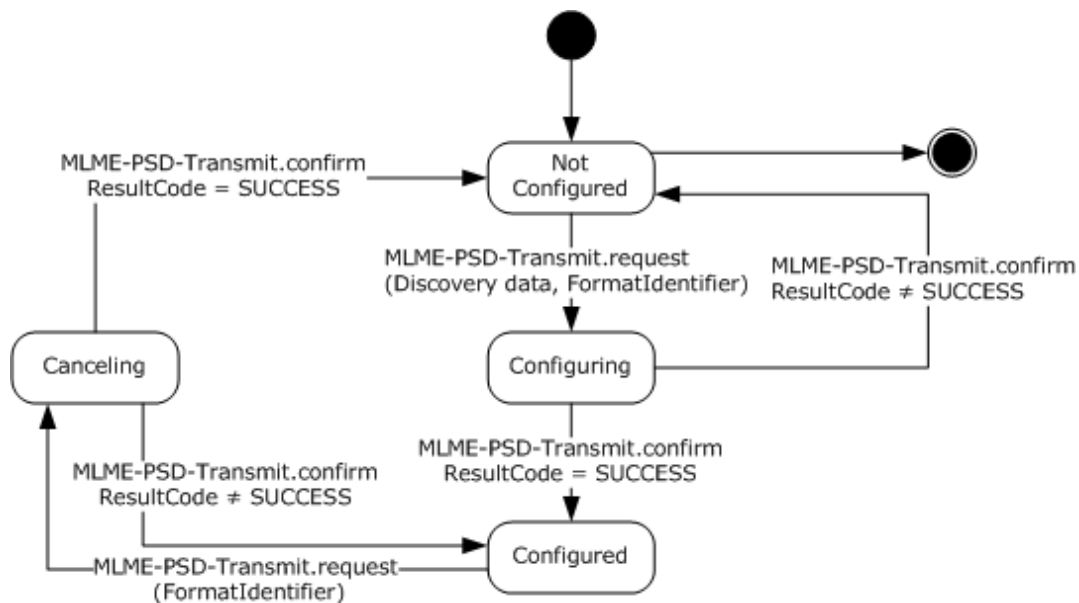 MLME-PSD-Transmit.confirm
ResultCode = SUCCESS
Not
Configured
MLME-PSD-Transmit.request
(Discovery data, FormatIdentifier)
MLME-PSD-Transmit.confirm
ResultCode ≠ SUCCESS
Canceling
Configuring
MLME-PSD-Transmit.confirm
ResultCode = SUCCESS
MLME-PSD-Transmit.confirm
ResultCode ≠ SUCCESS
Configured
MLME-PSD-Transmit.request
(FormatIdentifier)